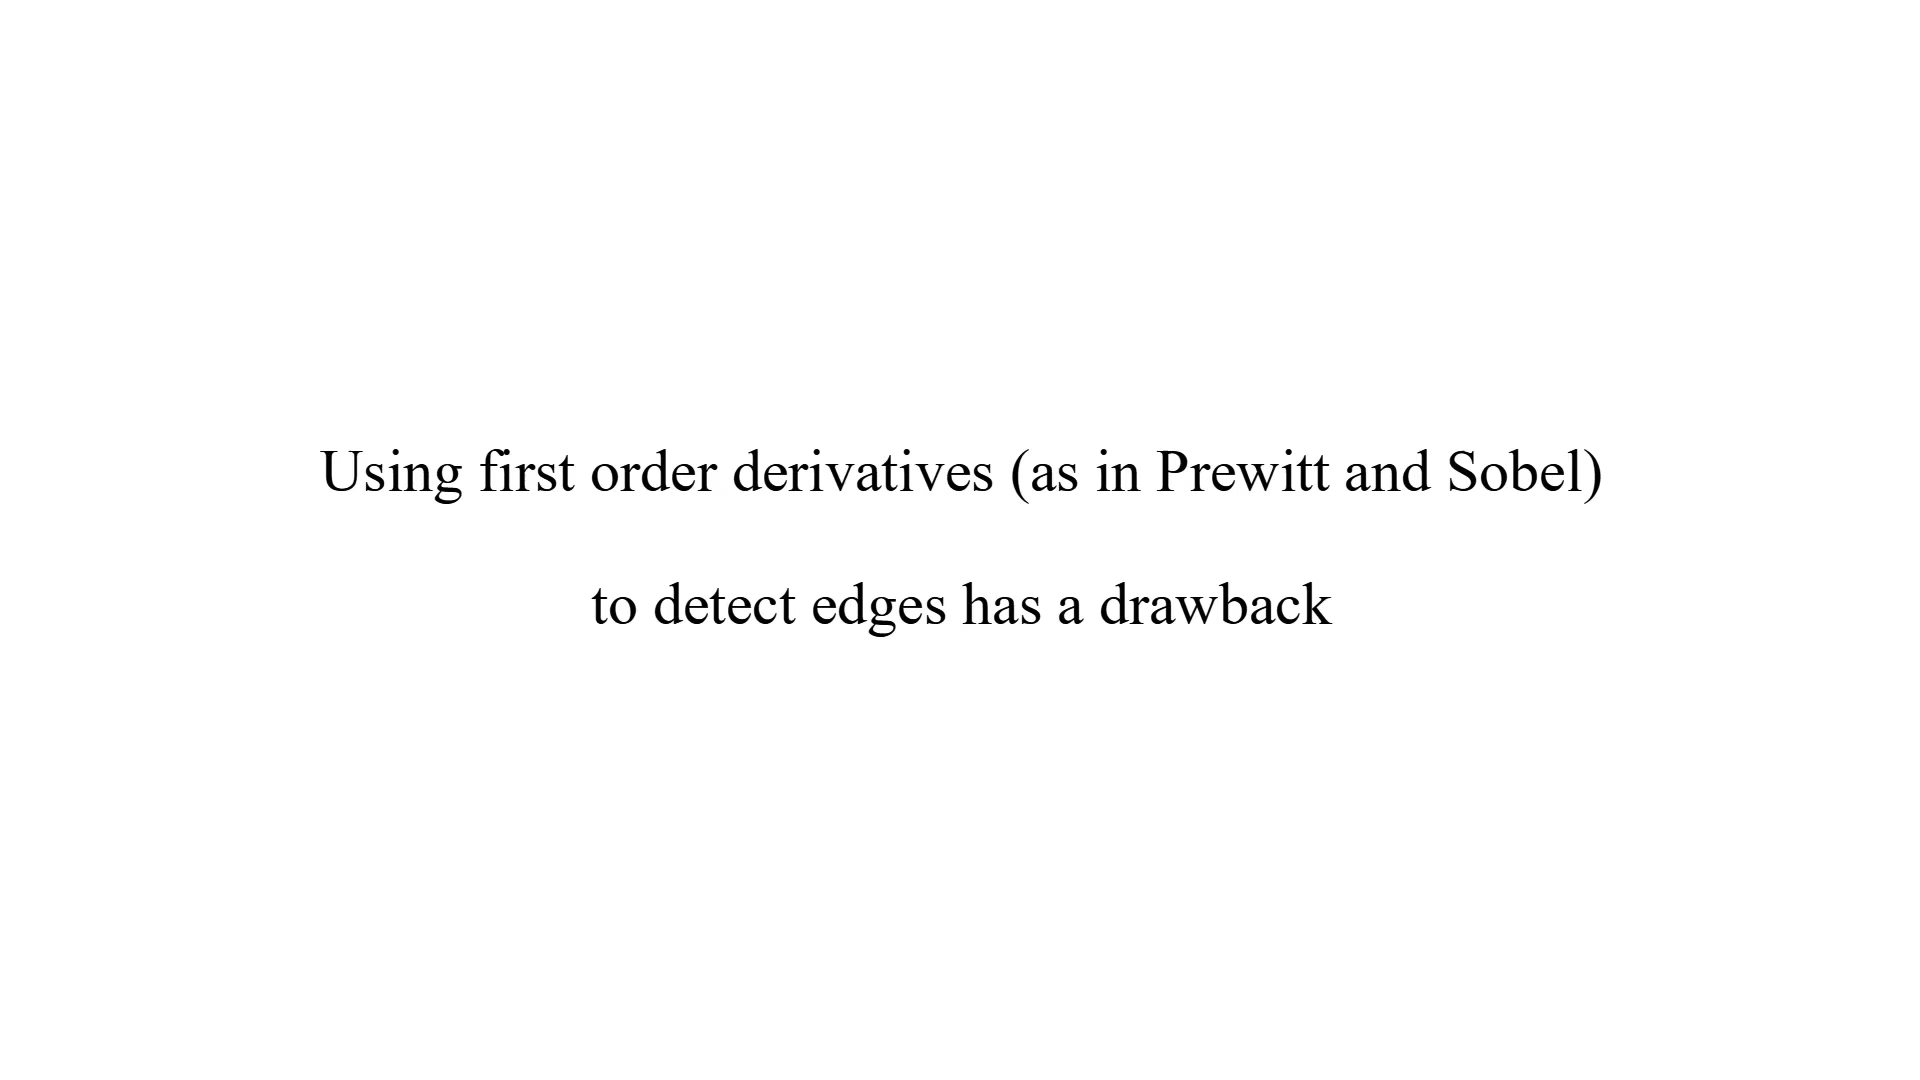 Using first order derivatives (as in Prewitt and Sobel)
to detect edges has a drawback